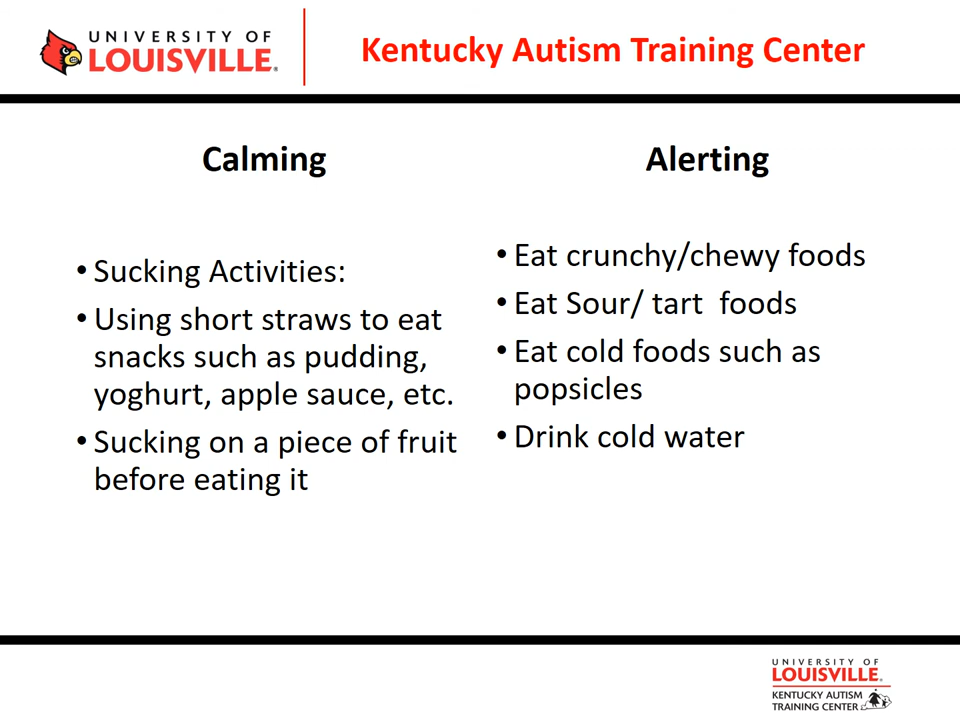 UNIVERSITY OF
LOUISVILLE.
Kentucky Autism Training Center
Calming
• Sucking Activities:
• Using short straws to eat
snacks such as pudding,
yoghurt, apple sauce, etc.
• Sucking on a piece of fruit
before eating it
Alerting
• Eat crunchy/chewy foods
• Eat Sour/ tart  foods
• Eat cold foods such as
popsicles
• Drink cold water
UNIVERSITY OF
LOUISVILLE.
KENTUCKY AUTISM
TRAINING CENTER